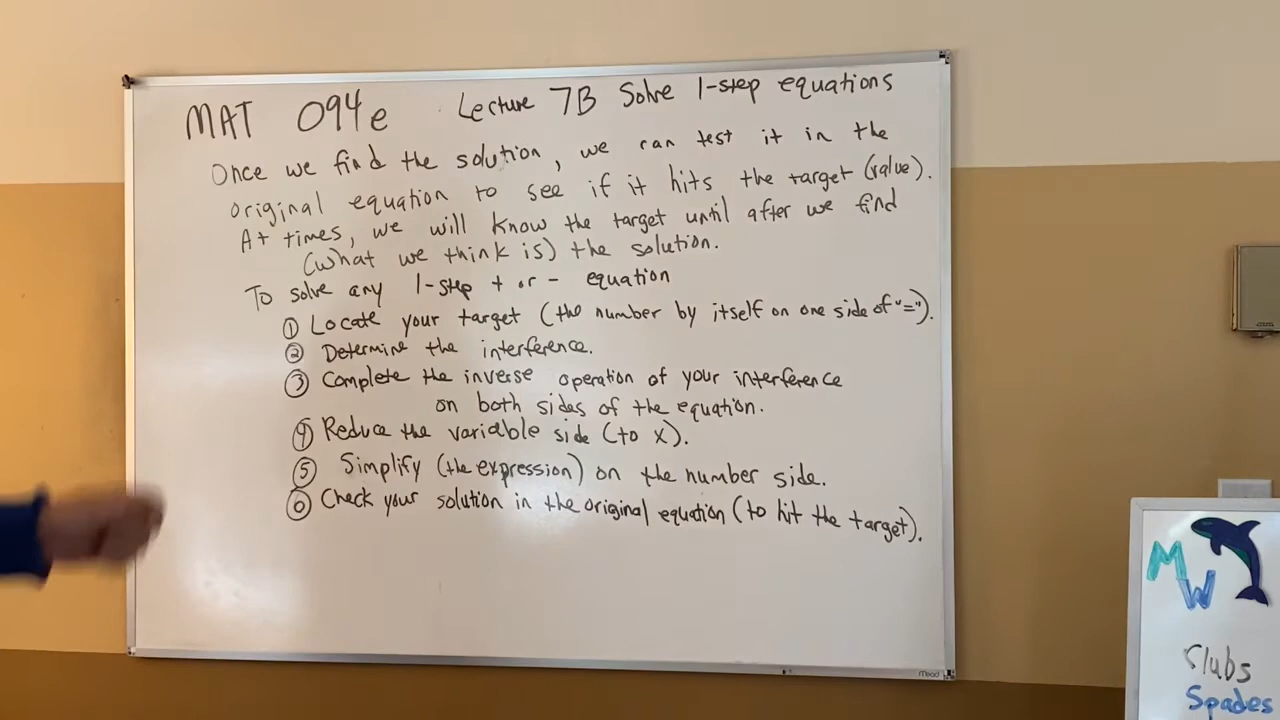 MAT 094e Lecture 7B Solve 1-step equations
Once we find the solution, we can test it in the
original equation to see if it hits the target (value).
At times, we will know the target until after we find
(what we think is) the solution.
To solve any 1-step + or - equation
① Locate your target (the number by itself on one side of "=").
② Determine the interference.
③ Complete the inverse operation of your interference
on both sides of the equation.
④ Reduce the variable side (to x).
⑤ Simplify (the expression) on the number side.
⑥ Check your solution in the original equation (to hit the target).
Mead
M
W
Clubs
Spades